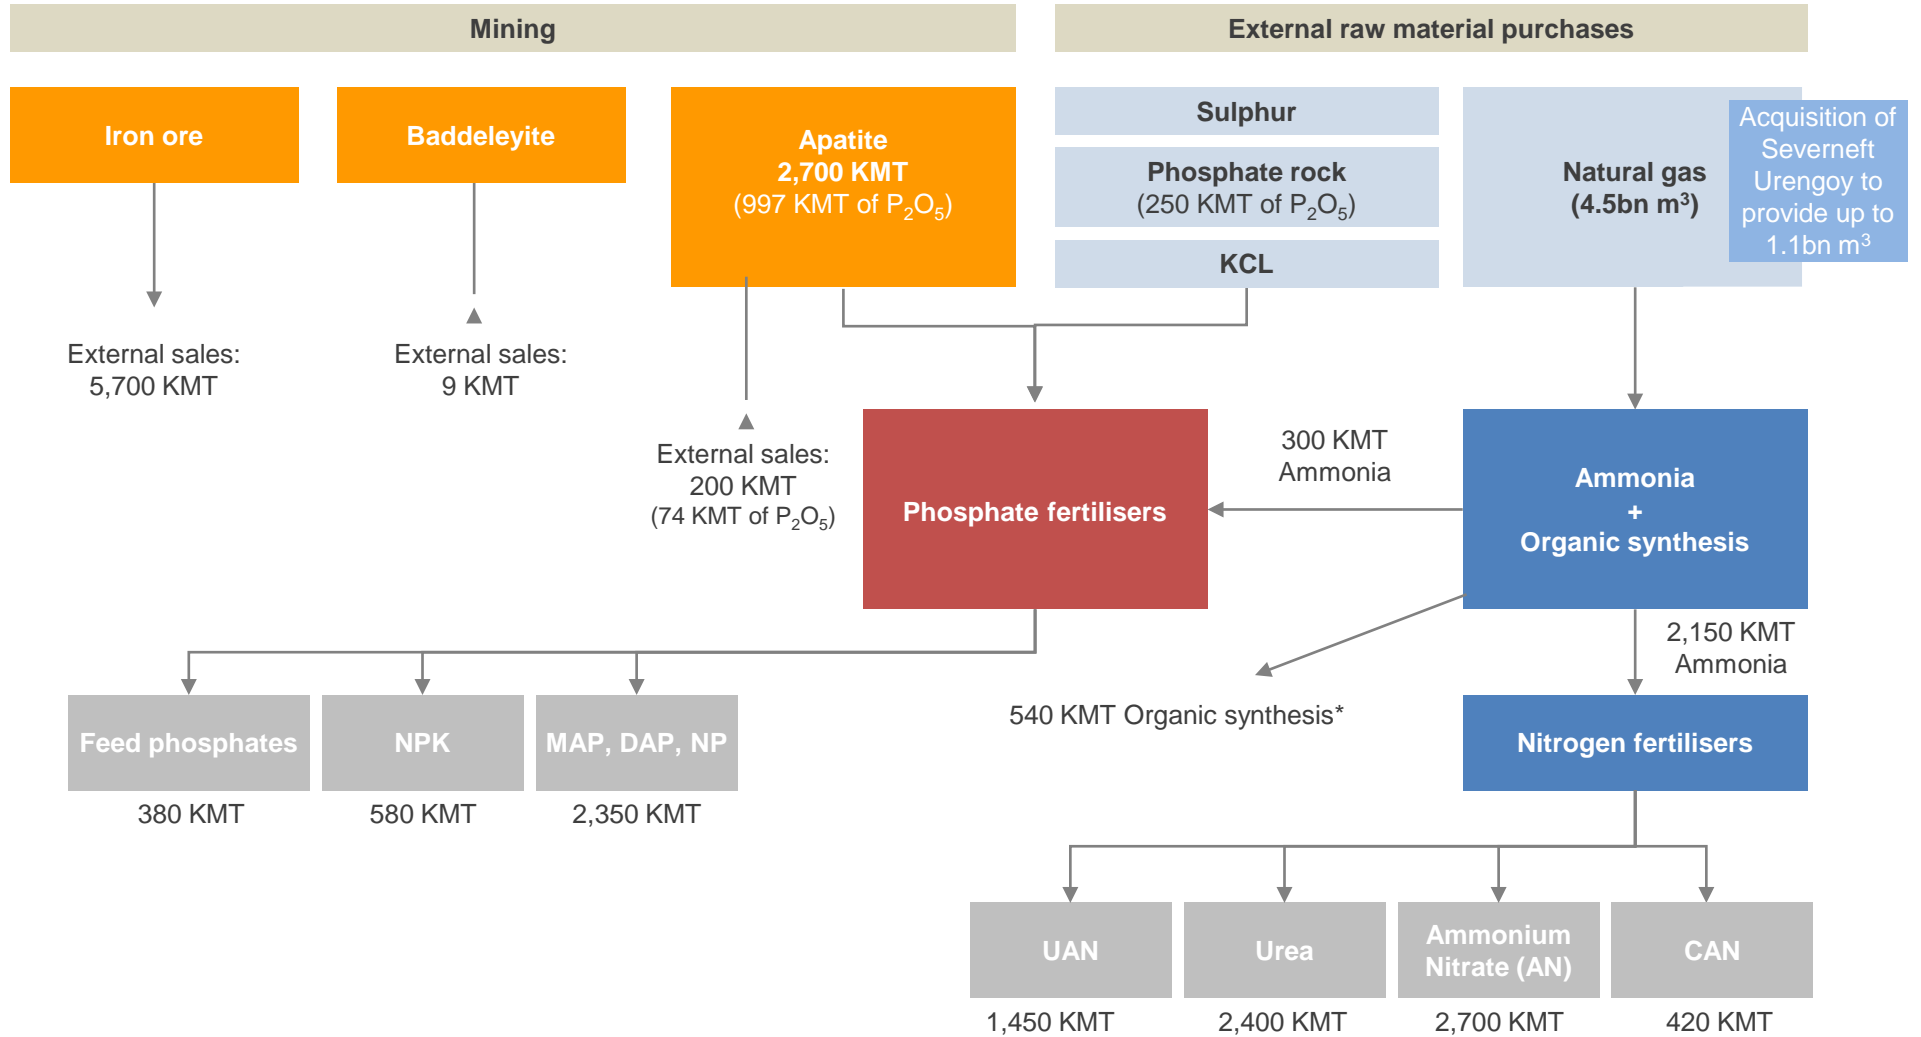 Mining
External raw material purchases
Iron ore
Baddeleyite
Apatite
2,700 KMT
(997 KMT of P₂O₅)
Sulphur
Phosphate rock
(250 KMT of P₂O₅)
KCL
Natural gas
(4.5bn m³)
Acquisition of
Severneft
Urengoy to
provide up to
1.1bn m³
External sales:
5,700 KMT
External sales:
9 KMT
External sales:
200 KMT
(74 KMT of P₂O₅)
Phosphate fertilisers
300 KMT
Ammonia
Ammonia
+
Organic synthesis
2,150 KMT
Ammonia
540 KMT Organic synthesis*
Feed phosphates
NPK
MAP, DAP, NP
380 KMT
580 KMT
2,350 KMT
Nitrogen fertilisers
UAN
Urea
Ammonium
Nitrate (AN)
CAN
1,450 KMT
2,400 KMT
2,700 KMT
420 KMT